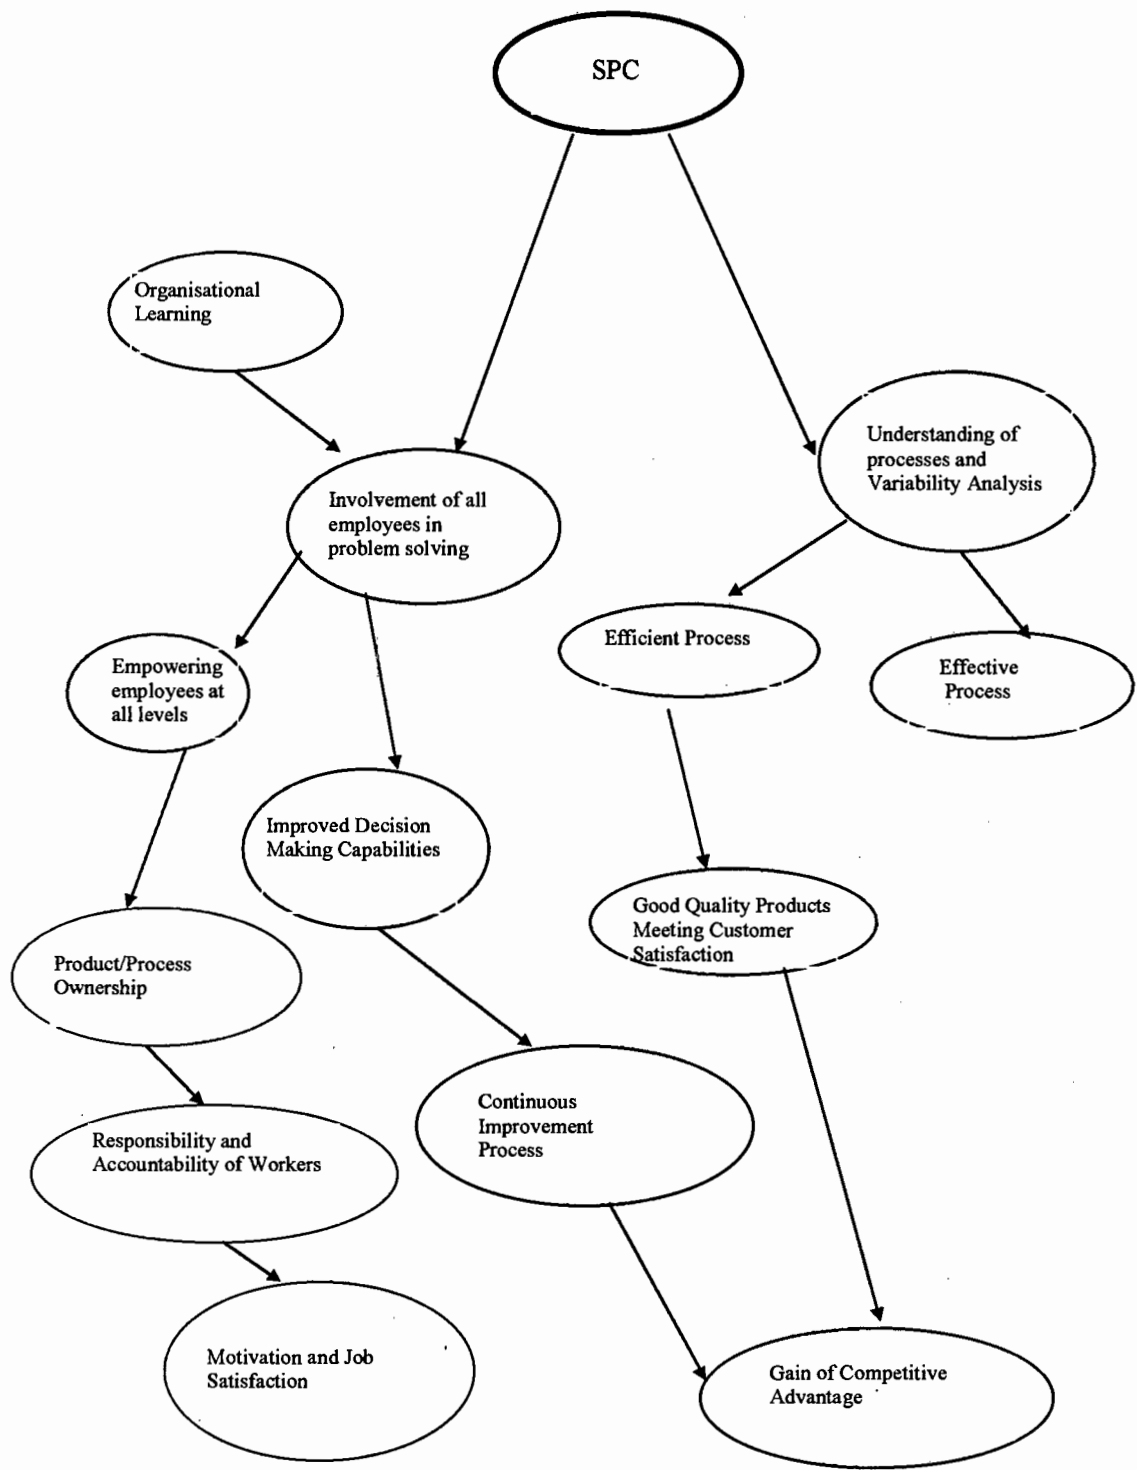 SPC
Organisational
Learning
Understanding of
processes and
Variability Analysis
Involvement of all
employees in
problem solving
Efficient Process
Effective
Process
Empowering
employees at
all levels
Improved Decision
Making Capabilities
Good Quality Products
Meeting Customer
Satisfaction
Product/Process
Ownership
Continuous
Improvement
Process
Responsibility and
Accountability of Workers
Motivation and Job
Satisfaction
Gain of Competitive
Advantage